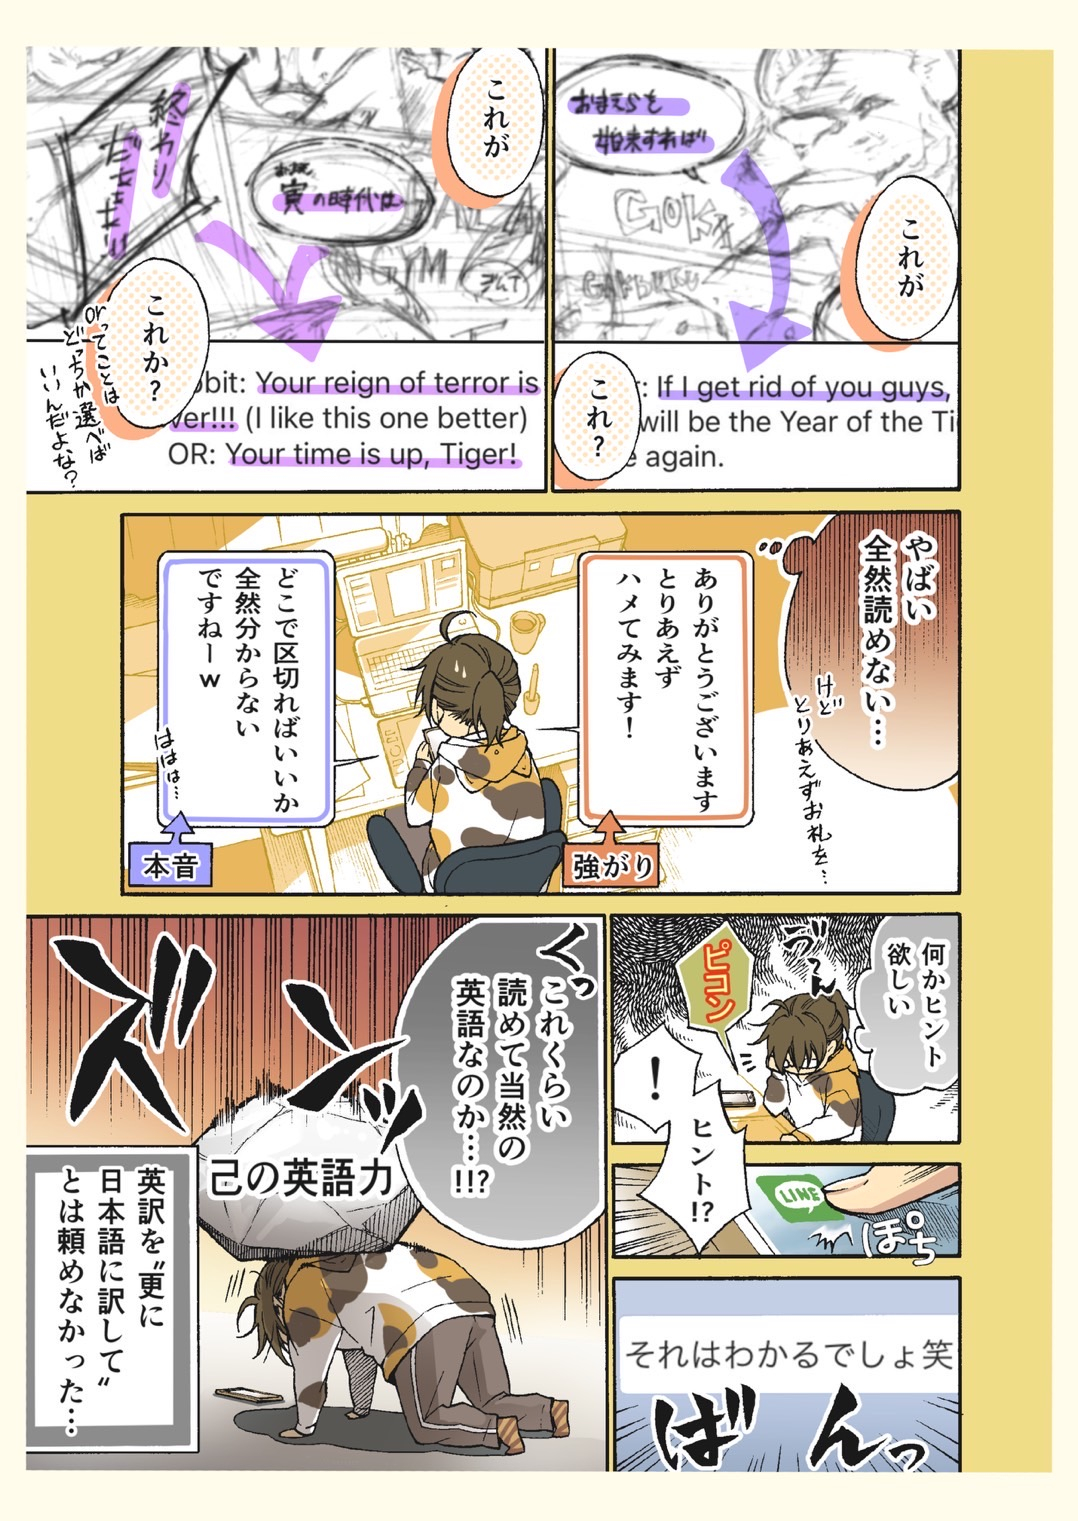 おまえらを
始末すれば
GOKA
これが
これ?
: If I get rid of you guys,
will be the Year of the Ti
e again.
これが
寅の時代は
終わり
だぁぁぁ!!
GYM
これか?
orってことは
どっちか選べば
いいんだよな?
bbit: Your reign of terror is
ver!!! (I like this one better)
OR: Your time is up, Tiger!
やばい
全然読めない…
けど
とりあえずお礼を…
ありがとうございます
とりあえず
ハメてみます!
強がり
どこで区切ればいいか
全然分からない
ですねーw
ははは…
本音
何かヒント
欲しい
ゔ〜ん
ピコン
!
ヒント!?
LINE
ぽち
それはわかるでしょ笑
ばんっ
くっ
これくらい
読めて当然の
英語なのか…!!?
ズンッ
己の英語力
英訳を“更に
日本語に訳して”
とは頼めなかった…